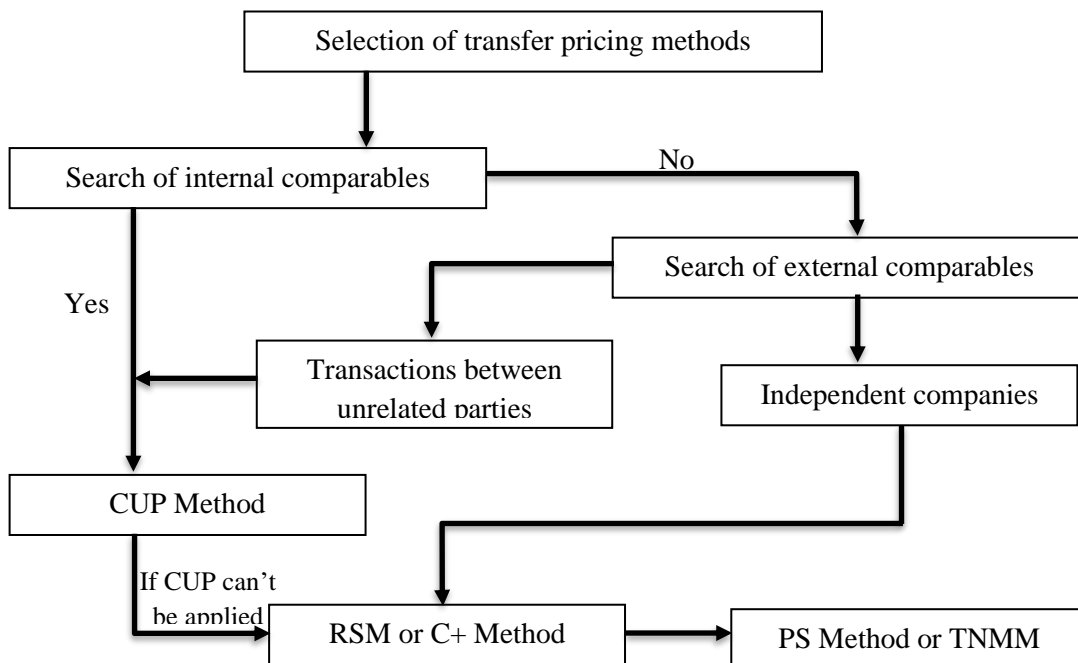 Selection of transfer pricing methods
Search of internal comparables
No
Search of external comparables
Yes
Transactions between
unrelated parties
Independent companies
CUP Method
If CUP can’t
be applied
RSM or C+ Method
PS Method or TNMM